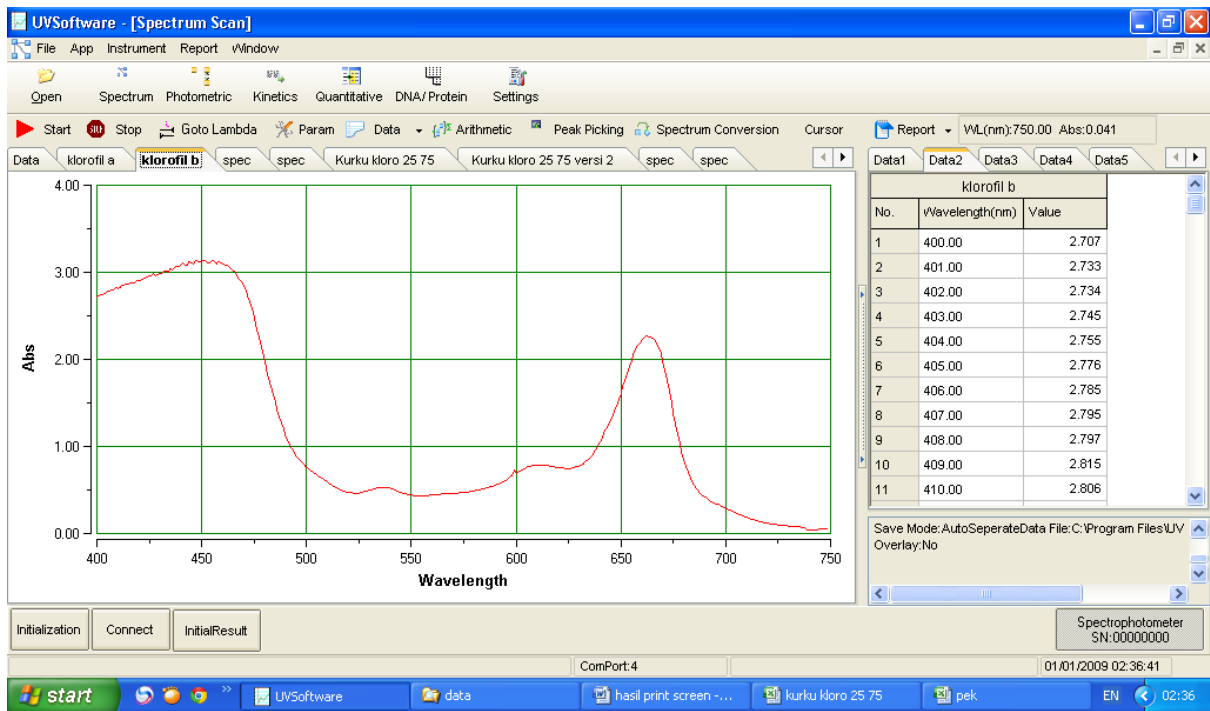 UVSoftware - [Spectrum Scan]
File App Instrument Report Window
Open Spectrum Photometric Kinetics Quantitative DNA/Protein Settings
Start Stop Goto Lambda Param Data Arithmetic Peak Picking Spectrum Conversion Cursor Report WL(nm):750.00 Abs:0.041
Data klorofil a klorofil b spec spec Kurku kloro 25 75 Kurku kloro 25 75 versi 2 spec spec
Data1 Data2 Data3 Data4 Data5
4.00
3.00
2.00
1.00
0.00
Abs
400 450 500 550 600 650 700 750
Wavelength
klorofil b
No. Wavelength(nm) Value
1 400.00 2.707
2 401.00 2.733
3 402.00 2.734
4 403.00 2.745
5 404.00 2.755
6 405.00 2.776
7 406.00 2.785
8 407.00 2.795
9 408.00 2.797
10 409.00 2.815
11 410.00 2.806
Save Mode:AutoSeperateData File:C:\Program Files\UV
Overlay:No
Initialization Connect InitialResult
Spectrophotometer
SN:00000000
ComPort:4 01/01/2009 02:36:41
start UVSoftware data hasil print screen -... kurku kloro 25 75 pek EN 02:36